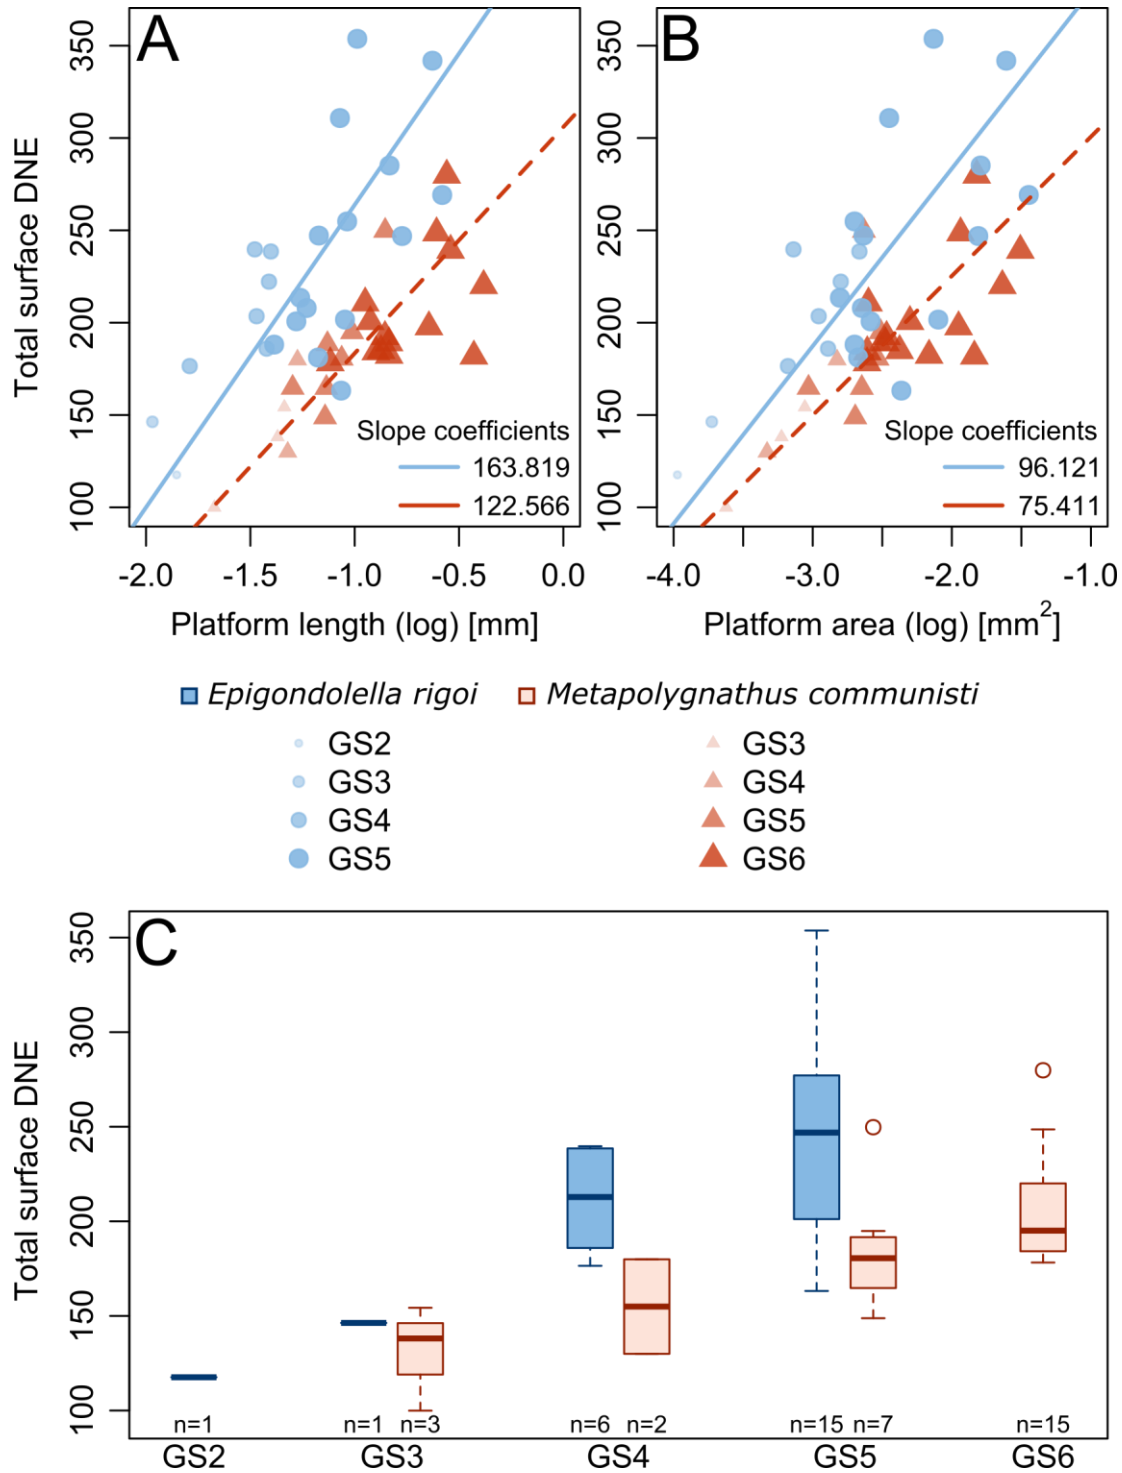 A
B
Total surface DNE
350
300
250
200
150
100
350
300
250
200
150
100
Slope coefficients
163.819
122.566
Slope coefficients
96.121
75.411
-2.0 -1.5 -1.0 -0.5 0.0
-4.0 -3.0 -2.0 -1.0
Platform length (log) [mm]
Platform area (log) [mm²]
Epigondolella rigoi
Metapolygnathus communisti
GS2
GS3
GS4
GS5
GS3
GS4
GS5
GS6
C
Total surface DNE
350
300
250
200
150
100
n=1 n=1 n=3 n=6 n=2 n=15 n=7 n=15
GS2 GS3 GS4 GS5 GS6